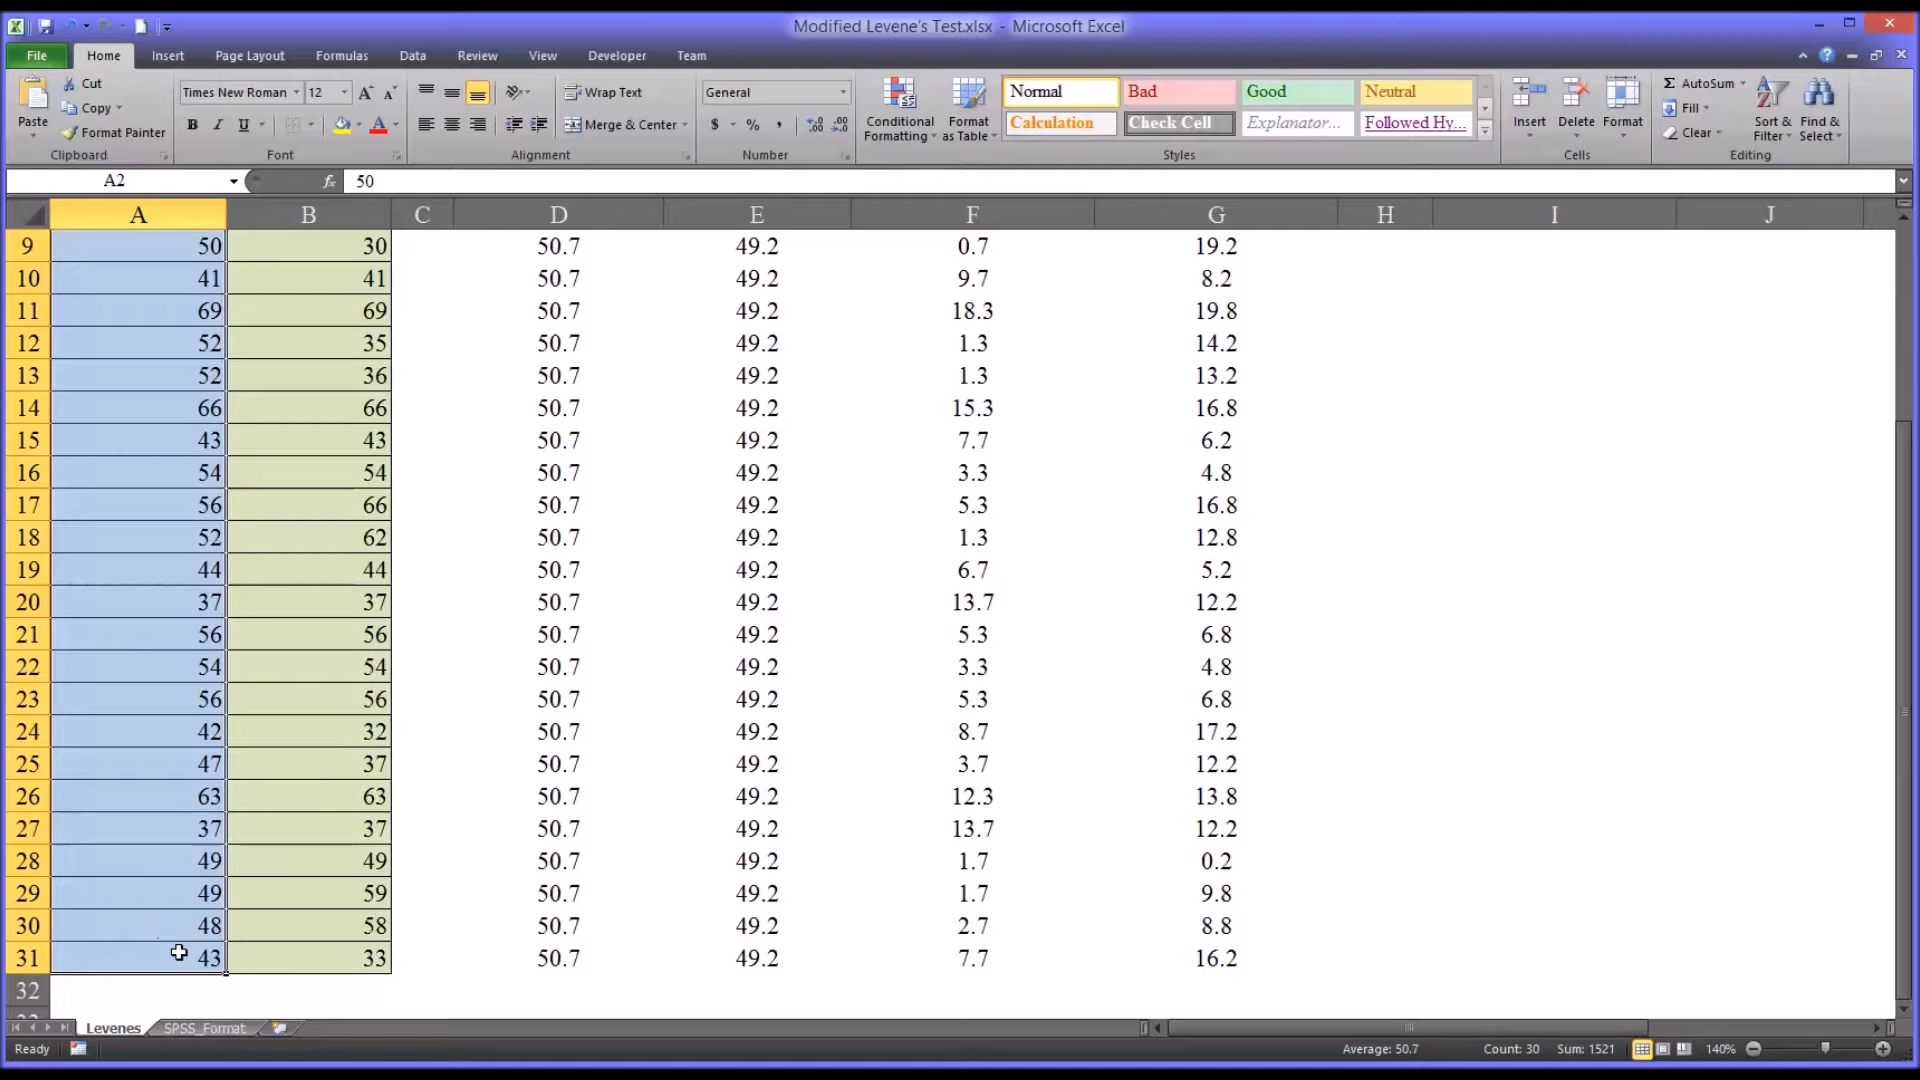 Modified Levene's Test.xlsx - Microsoft Excel
File Home Insert Page Layout Formulas Data Review View Developer Team
Paste Cut Copy Format Painter Clipboard
Times New Roman 12 B I U A Font
Wrap Text Merge & Center Alignment
General $ % , Number
Conditional Formatting Format as Table
Normal Bad Good Neutral
Calculation Check Cell Explanator... Followed Hy...
Styles
Insert Delete Format Cells
Σ AutoSum Fill Clear Sort & Filter Find & Select Editing
A2 fx 50
A B C D E F G H I J
9 50 30 50.7 49.2 0.7 19.2
10 41 41 50.7 49.2 9.7 8.2
11 69 69 50.7 49.2 18.3 19.8
12 52 35 50.7 49.2 1.3 14.2
13 52 36 50.7 49.2 1.3 13.2
14 66 66 50.7 49.2 15.3 16.8
15 43 43 50.7 49.2 7.7 6.2
16 54 54 50.7 49.2 3.3 4.8
17 56 66 50.7 49.2 5.3 16.8
18 52 62 50.7 49.2 1.3 12.8
19 44 44 50.7 49.2 6.7 5.2
20 37 37 50.7 49.2 13.7 12.2
21 56 56 50.7 49.2 5.3 6.8
22 54 54 50.7 49.2 3.3 4.8
23 56 56 50.7 49.2 5.3 6.8
24 42 32 50.7 49.2 8.7 17.2
25 47 37 50.7 49.2 3.7 12.2
26 63 63 50.7 49.2 12.3 13.8
27 37 37 50.7 49.2 13.7 12.2
28 49 49 50.7 49.2 1.7 0.2
29 49 59 50.7 49.2 1.7 9.8
30 48 58 50.7 49.2 2.7 8.8
31 43 33 50.7 49.2 7.7 16.2
32
Levenes SPSS_Format
Ready Average: 50.7 Count: 30 Sum: 1521 140%